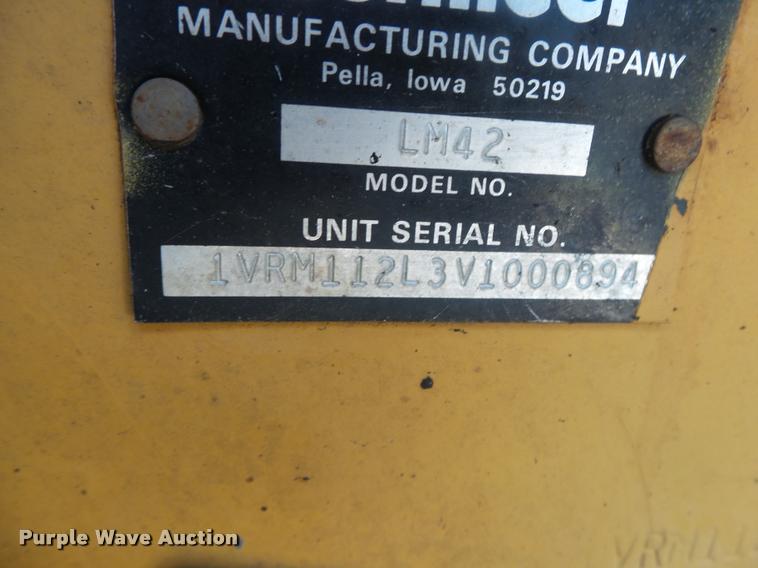 MANUFACTURING COMPANY
Pella, Iowa 50219
LM42
MODEL NO.
UNIT SERIAL NO.
1VRM112L3V1000894
Purple Wave Auction